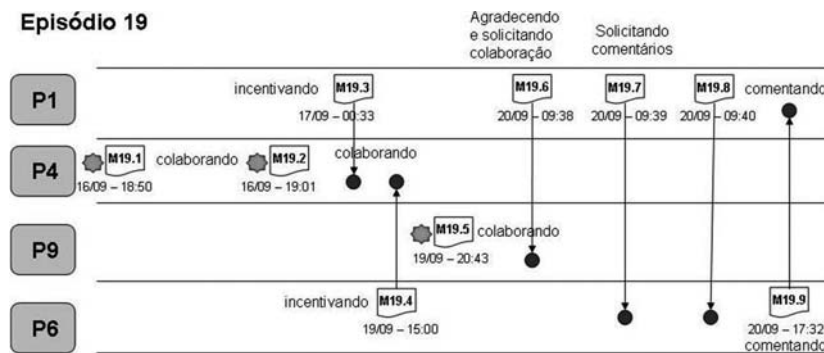 Episódio 19
Agradecendo
e solicitando
colaboração
Solicitando
comentários
P1
incentivando
M19.3
17/09 – 00:33
M19.6
20/09 – 09:38
M19.7
20/09 – 09:39
M19.8
20/09 – 09:40
comentando
P4
M19.1
colaborando
16/09 – 18:50
M19.2
16/09 – 19:01
colaborando
P9
M19.5
colaborando
19/09 – 20:43
P6
incentivando
M19.4
19/09 – 15:00
M19.9
20/09 – 17:32
comentando